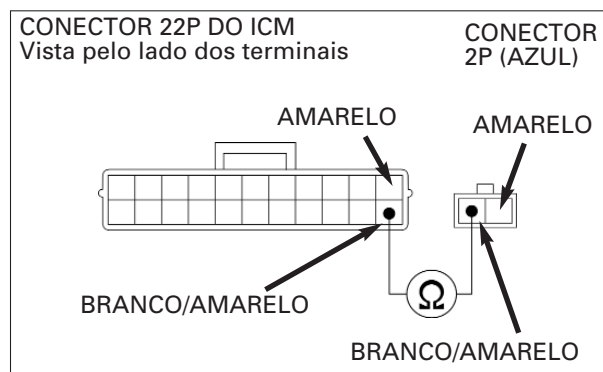 CONECTOR 22P DO ICM
Vista pelo lado dos terminais
CONECTOR
2P (AZUL)
AMARELO
AMARELO
Ω
BRANCO/AMARELO
BRANCO/AMARELO